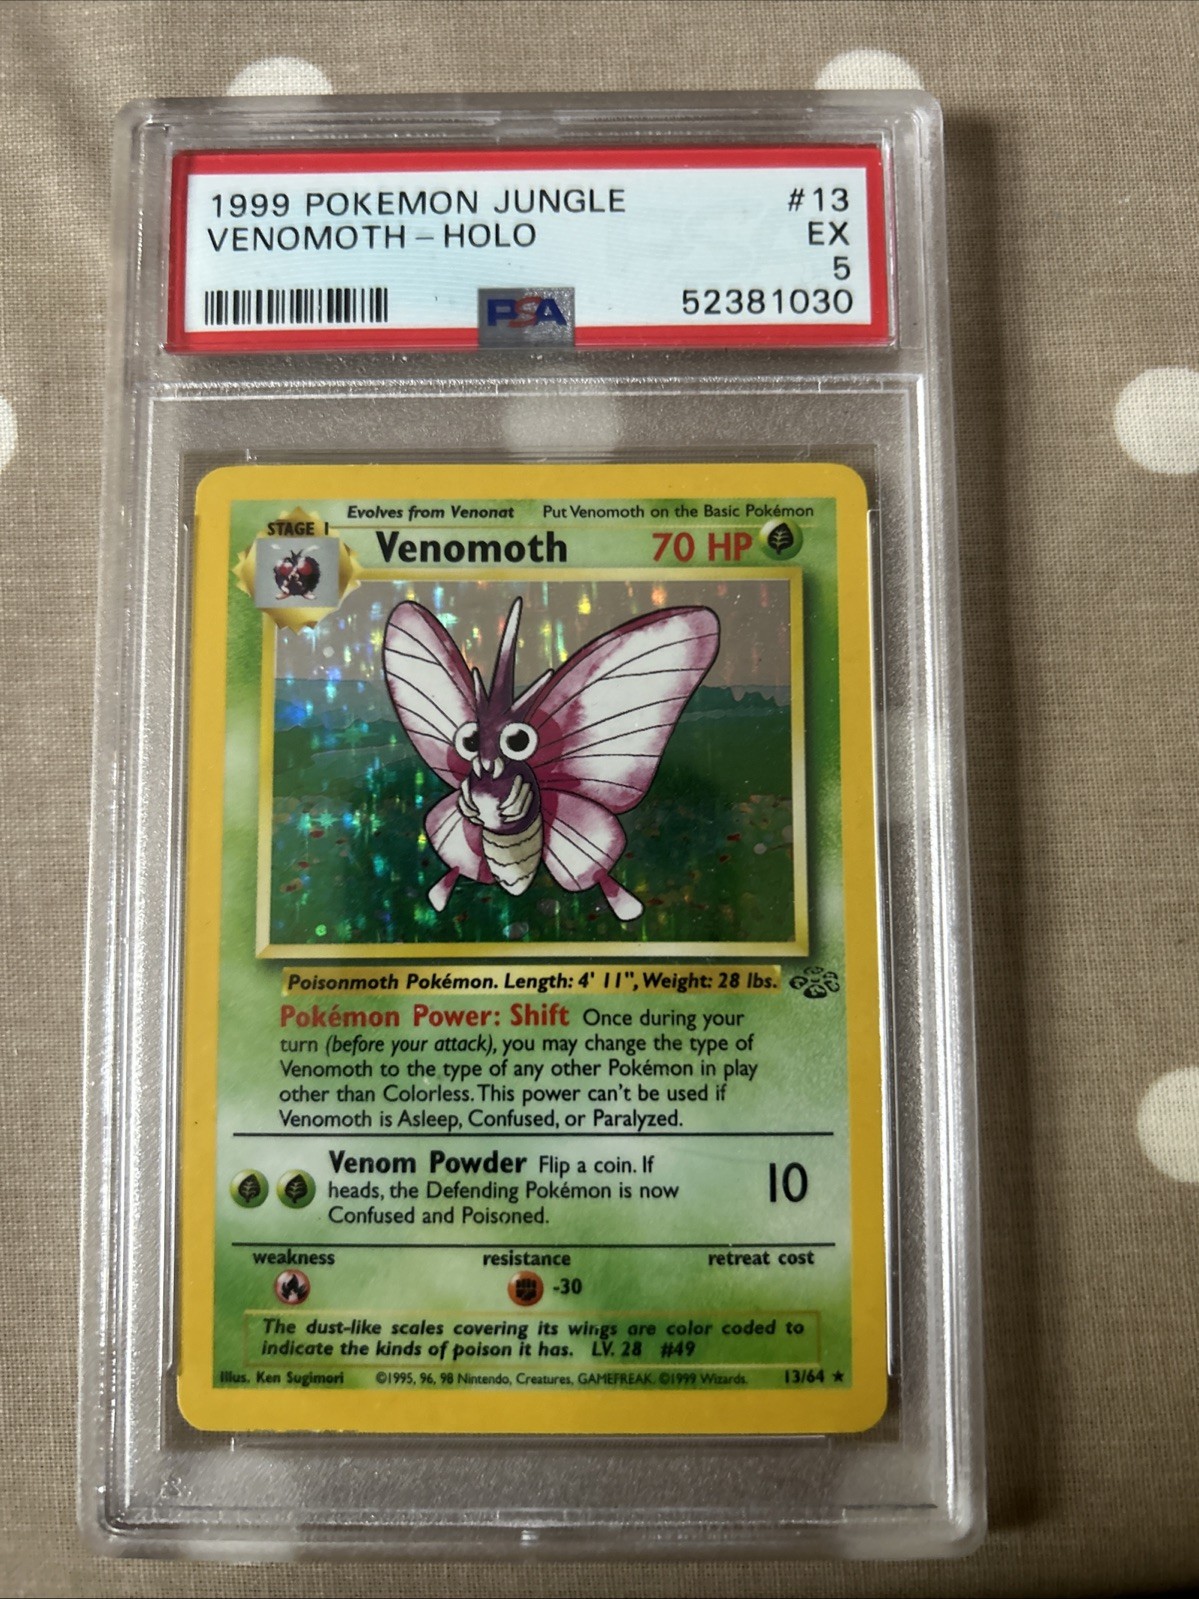 1999 POKEMON JUNGLE #13
VENOMOTH – HOLO EX
5
52381030
PSA
Evolves from Venonat Put Venomoth on the Basic Pokémon
STAGE 1
Venomoth 70 HP
Poisonmoth Pokémon. Length: 4' 11", Weight: 28 lbs.
Pokémon Power: Shift Once during your
turn (before your attack), you may change the type of
Venomoth to the type of any other Pokémon in play
other than Colorless. This power can't be used if
Venomoth is Asleep, Confused, or Paralyzed.
Venom Powder Flip a coin. If
heads, the Defending Pokémon is now 10
Confused and Poisoned.
weakness resistance retreat cost
-30
The dust-like scales covering its wings are color coded to
indicate the kinds of poison it has. LV. 28 #49
Illus. Ken Sugimori ©1995, 96, 98 Nintendo, Creatures, GAMEFREAK. ©1999 Wizards. 13/64 ★